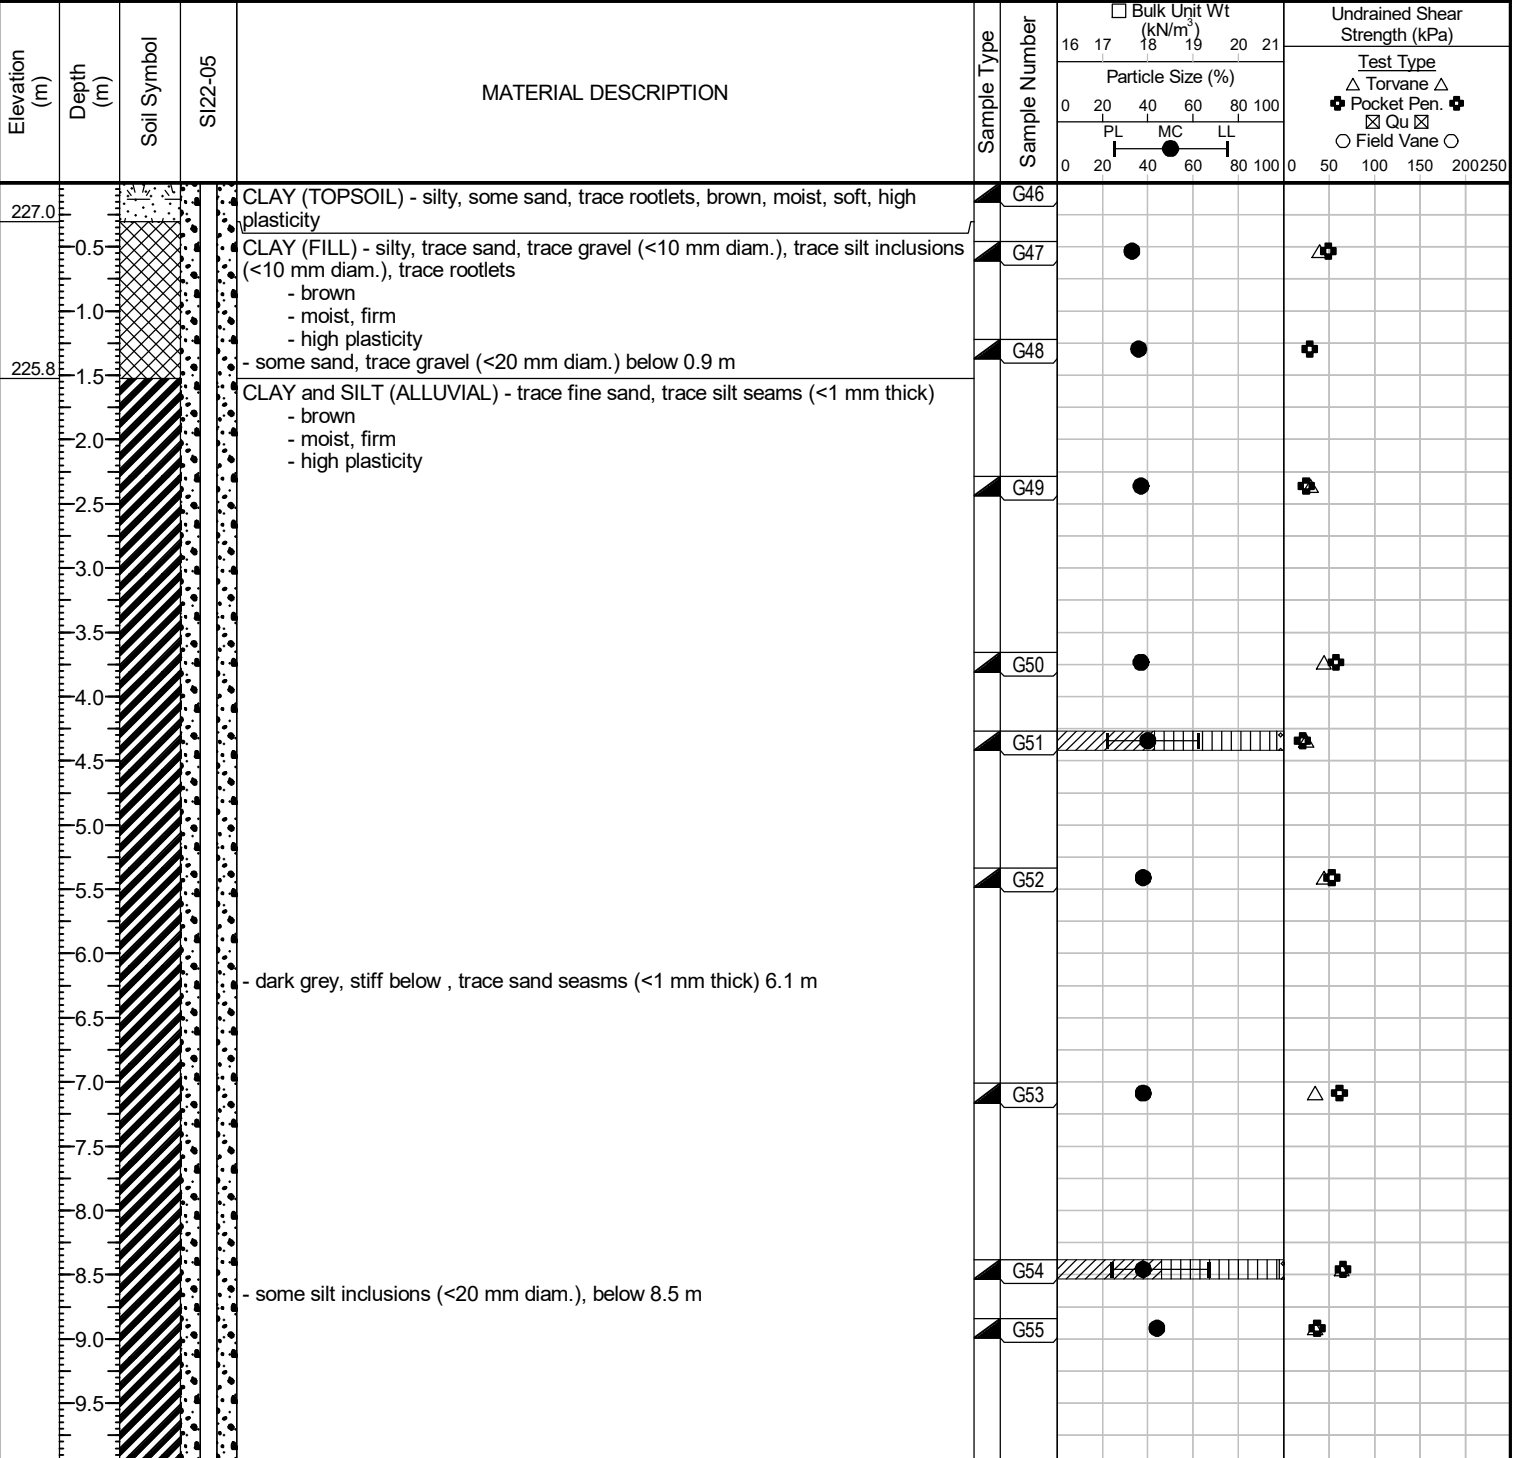 Elevation (m)
Depth (m)
Soil Symbol
SI22-05
MATERIAL DESCRIPTION
Sample Type
Sample Number
Bulk Unit Wt
(kN/m³)
16 17 18 19 20 21
Particle Size (%)
0 20 40 60 80 100
PL MC LL
0 20 40 60 80 100
Undrained Shear
Strength (kPa)
Test Type
△ Torvane △
Pocket Pen.
Qu
Field Vane
0 50 100 150 200 250
CLAY (TOPSOIL) - silty, some sand, trace rootlets, brown, moist, soft, high
plasticity
G46
227.0
CLAY (FILL) - silty, trace sand, trace gravel (<10 mm diam.), trace silt inclusions
(<10 mm diam.), trace rootlets
0.5
G47
- brown
1.0
- moist, firm
- high plasticity
G48
- some sand, trace gravel (<20 mm diam.) below 0.9 m
225.8
1.5
CLAY and SILT (ALLUVIAL) - trace fine sand, trace silt seams (<1 mm thick)
- brown
2.0
- moist, firm
- high plasticity
G49
2.5
3.0
3.5
G50
4.0
G51
4.5
5.0
G52
5.5
6.0
- dark grey, stiff below , trace sand seasms (<1 mm thick) 6.1 m
6.5
7.0
G53
7.5
8.0
G54
8.5
- some silt inclusions (<20 mm diam.), below 8.5 m
G55
9.0
9.5